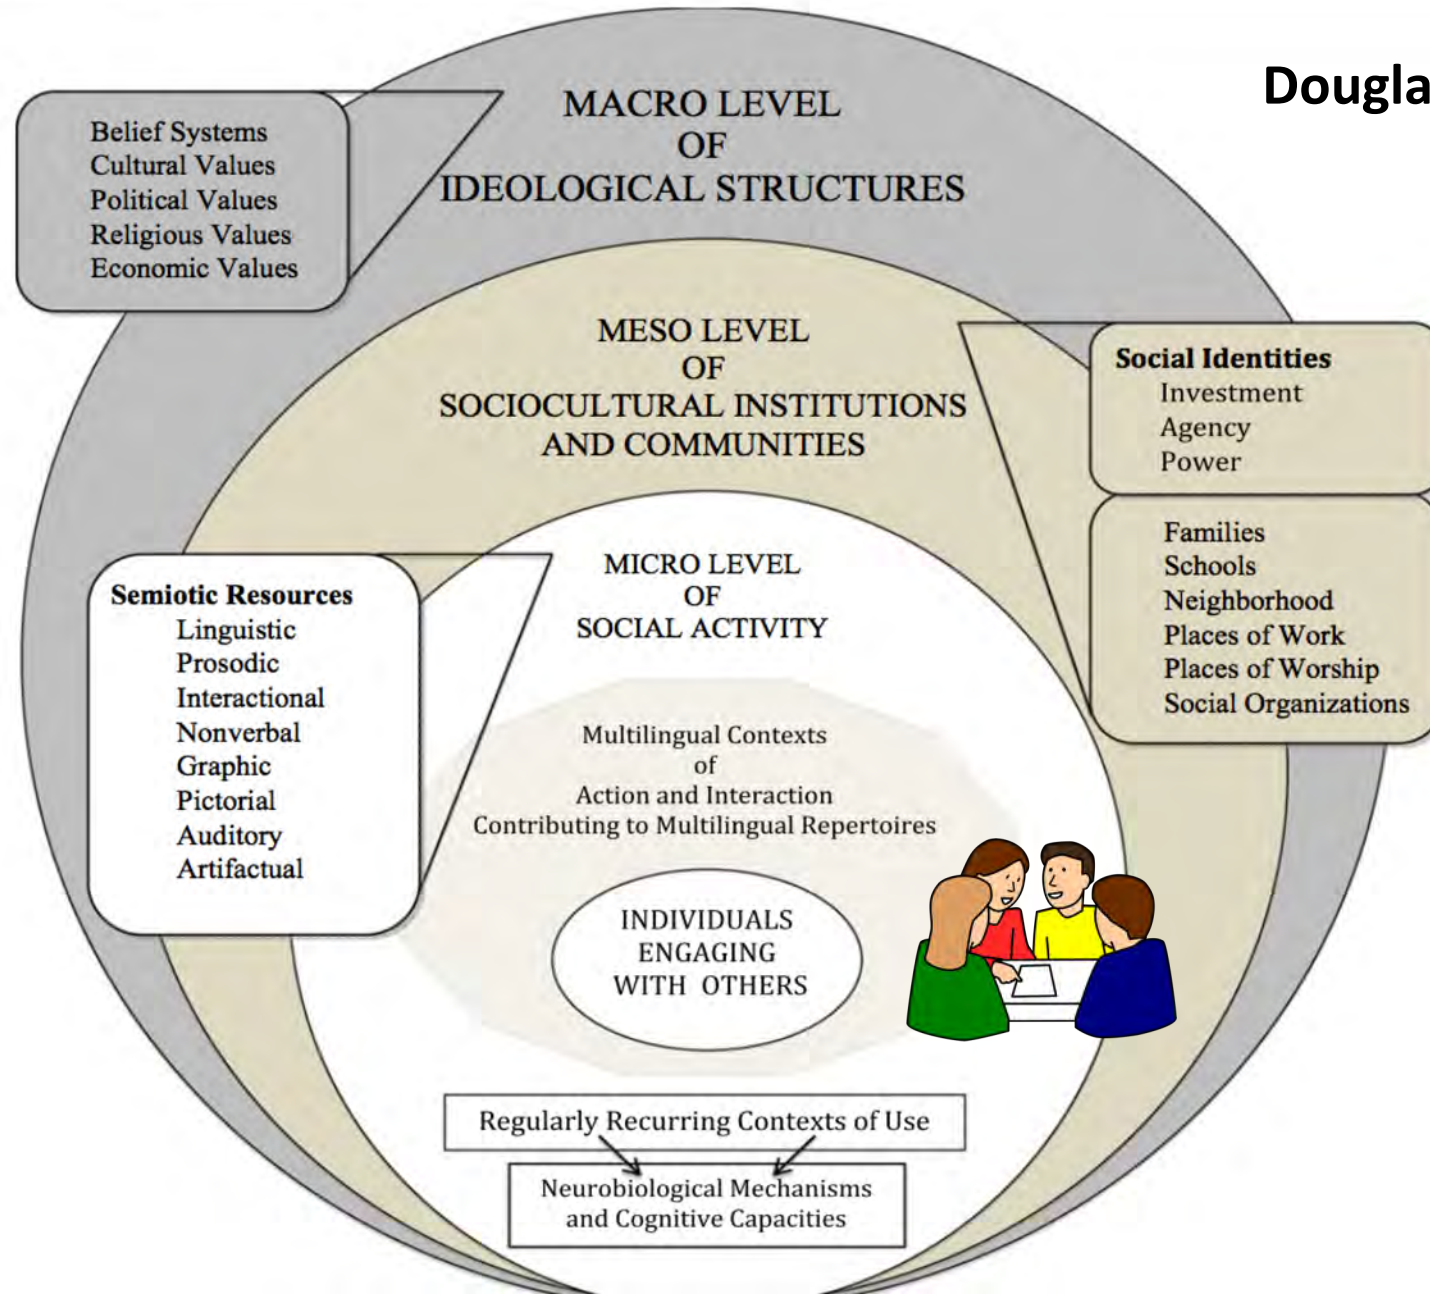 Dougla
MACRO LEVEL
OF
IDEOLOGICAL STRUCTURES
Belief Systems
Cultural Values
Political Values
Religious Values
Economic Values
MESO LEVEL
OF
SOCIOCULTURAL INSTITUTIONS
AND COMMUNITIES
Social Identities
Investment
Agency
Power
Families
Schools
Neighborhood
Places of Work
Places of Worship
Social Organizations
MICRO LEVEL
OF
SOCIAL ACTIVITY
Semiotic Resources
Linguistic
Prosodic
Interactional
Nonverbal
Graphic
Pictorial
Auditory
Artifactual
Multilingual Contexts
of
Action and Interaction
Contributing to Multilingual Repertoires
INDIVIDUALS
ENGAGING
WITH OTHERS
Regularly Recurring Contexts of Use
Neurobiological Mechanisms
and Cognitive Capacities